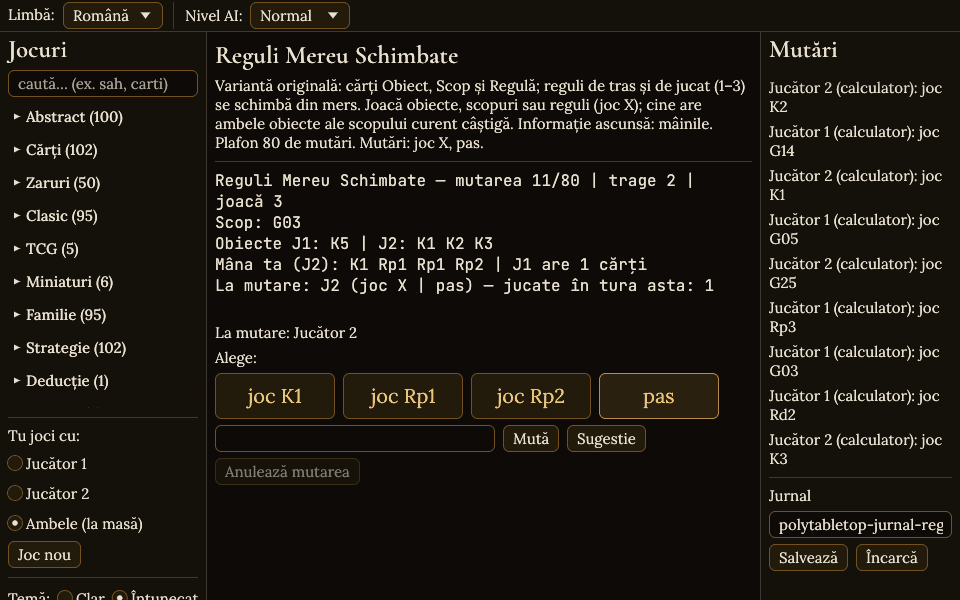 Limbă: Română ▼ Nivel AI: Normal ▼
Jocuri
caută... (ex. sah, carti)
▸ Abstract (100)
▸ Cărți (102)
▸ Zaruri (50)
▸ Clasic (95)
▸ TCG (5)
▸ Miniaturi (6)
▸ Familie (95)
▸ Strategie (102)
▸ Deducție (1)
Tu joci cu:
Jucător 1
Jucător 2
Ambele (la masă)
Joc nou
Temă: Clar Întunecat
Reguli Mereu Schimbate
Variantă originală: cărți Obiect, Scop și Regulă; reguli de tras și de jucat (1–3)
se schimbă din mers. Joacă obiecte, scopuri sau reguli (joc X); cine are
ambele obiecte ale scopului curent câștigă. Informație ascunsă: mâinile.
Plafon 80 de mutări. Mutări: joc X, pas.
Reguli Mereu Schimbate — mutarea 11/80 | trage 2 |
joacă 3
Scop: G03
Obiecte J1: K5 | J2: K1 K2 K3
Mâna ta (J2): K1 Rp1 Rp1 Rp2 | J1 are 1 cărți
La mutare: J2 (joc X | pas) — jucate în tura asta: 1
La mutare: Jucător 2
Alege:
joc K1 joc Rp1 joc Rp2 pas
Mută Sugestie
Anulează mutarea
Mutări
Jucător 2 (calculator): joc
K2
Jucător 1 (calculator): joc
G14
Jucător 2 (calculator): joc
K1
Jucător 1 (calculator): joc
G05
Jucător 2 (calculator): joc
G25
Jucător 1 (calculator): joc
Rp3
Jucător 1 (calculator): joc
G03
Jucător 1 (calculator): joc
Rd2
Jucător 2 (calculator): joc
K3
Jurnal
polytabletop-jurnal-reg
Salvează Încarcă